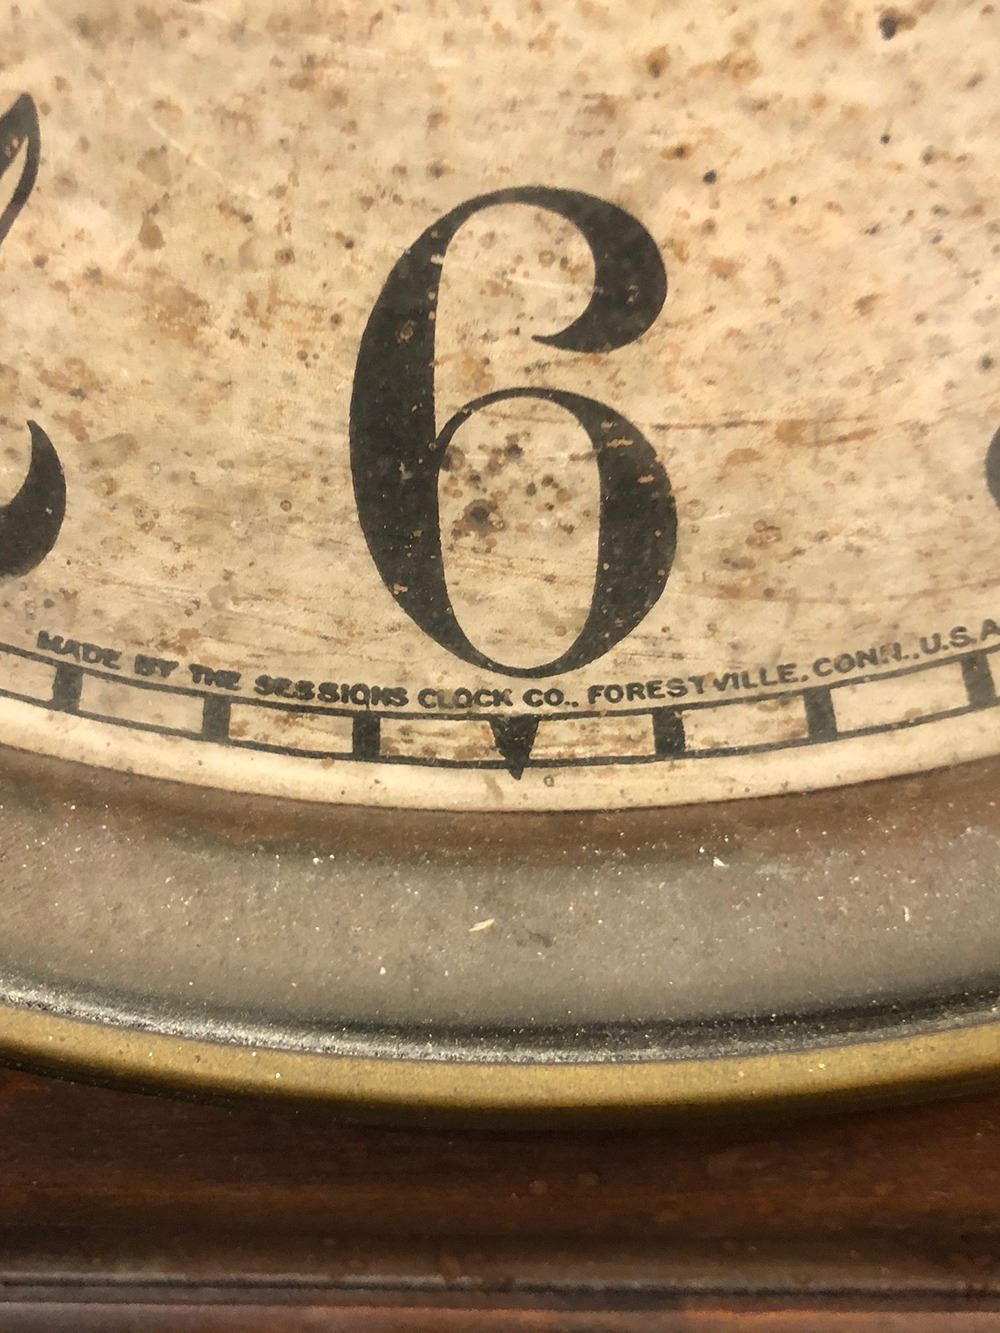 6
MADE BY THE SESSIONS CLOCK CO., FORESTVILLE, CONN., U.S.A